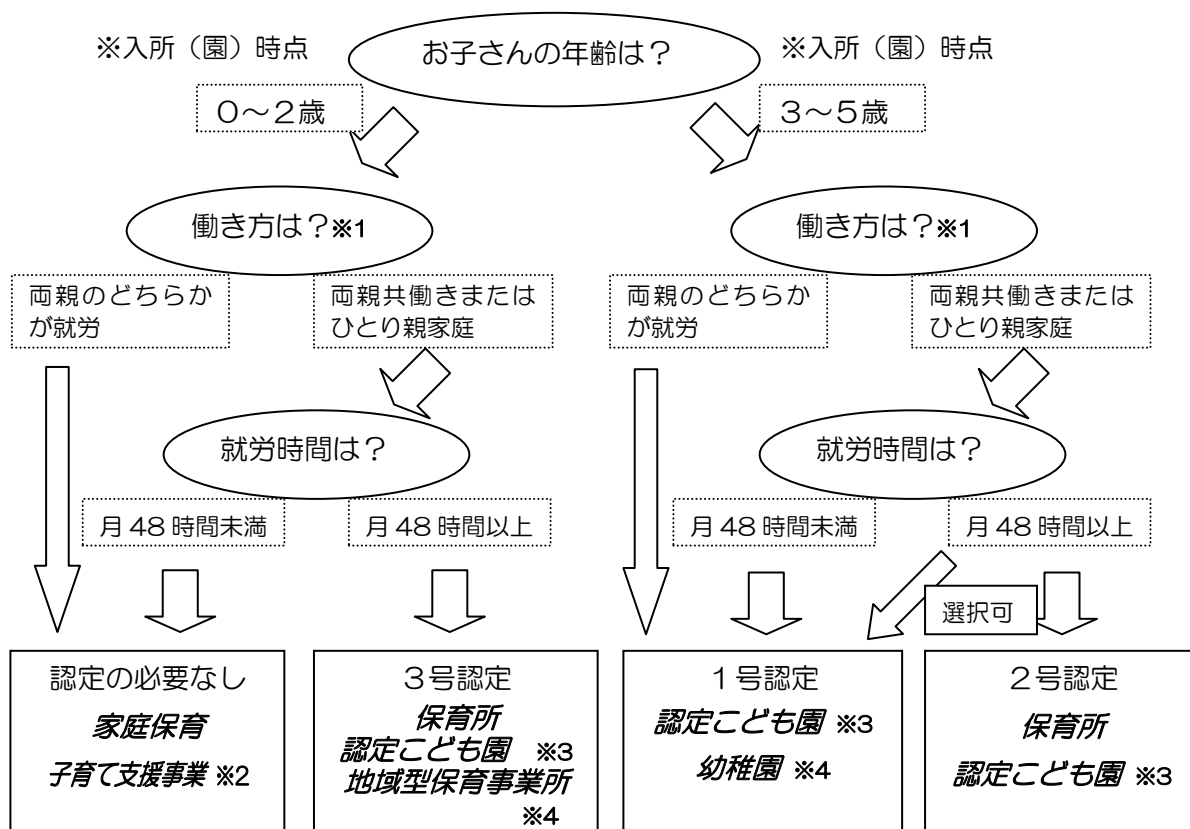 ※入所（園）時点
お子さんの年齢は？
※入所（園）時点
０～２歳
３～５歳
働き方は？※1
働き方は？※1
両親のどちらか
が就労
両親共働きまたは
ひとり親家庭
両親のどちらか
が就労
両親共働きまたは
ひとり親家庭
就労時間は？
就労時間は？
月48時間未満
月48時間以上
月48時間未満
月48時間以上
選択可
認定の必要なし
家庭保育
子育て支援事業 ※2
３号認定
保育所
認定こども園 ※3
地域型保育事業所
※4
１号認定
認定こども園 ※3
幼稚園 ※4
２号認定
保育所
認定こども園 ※3